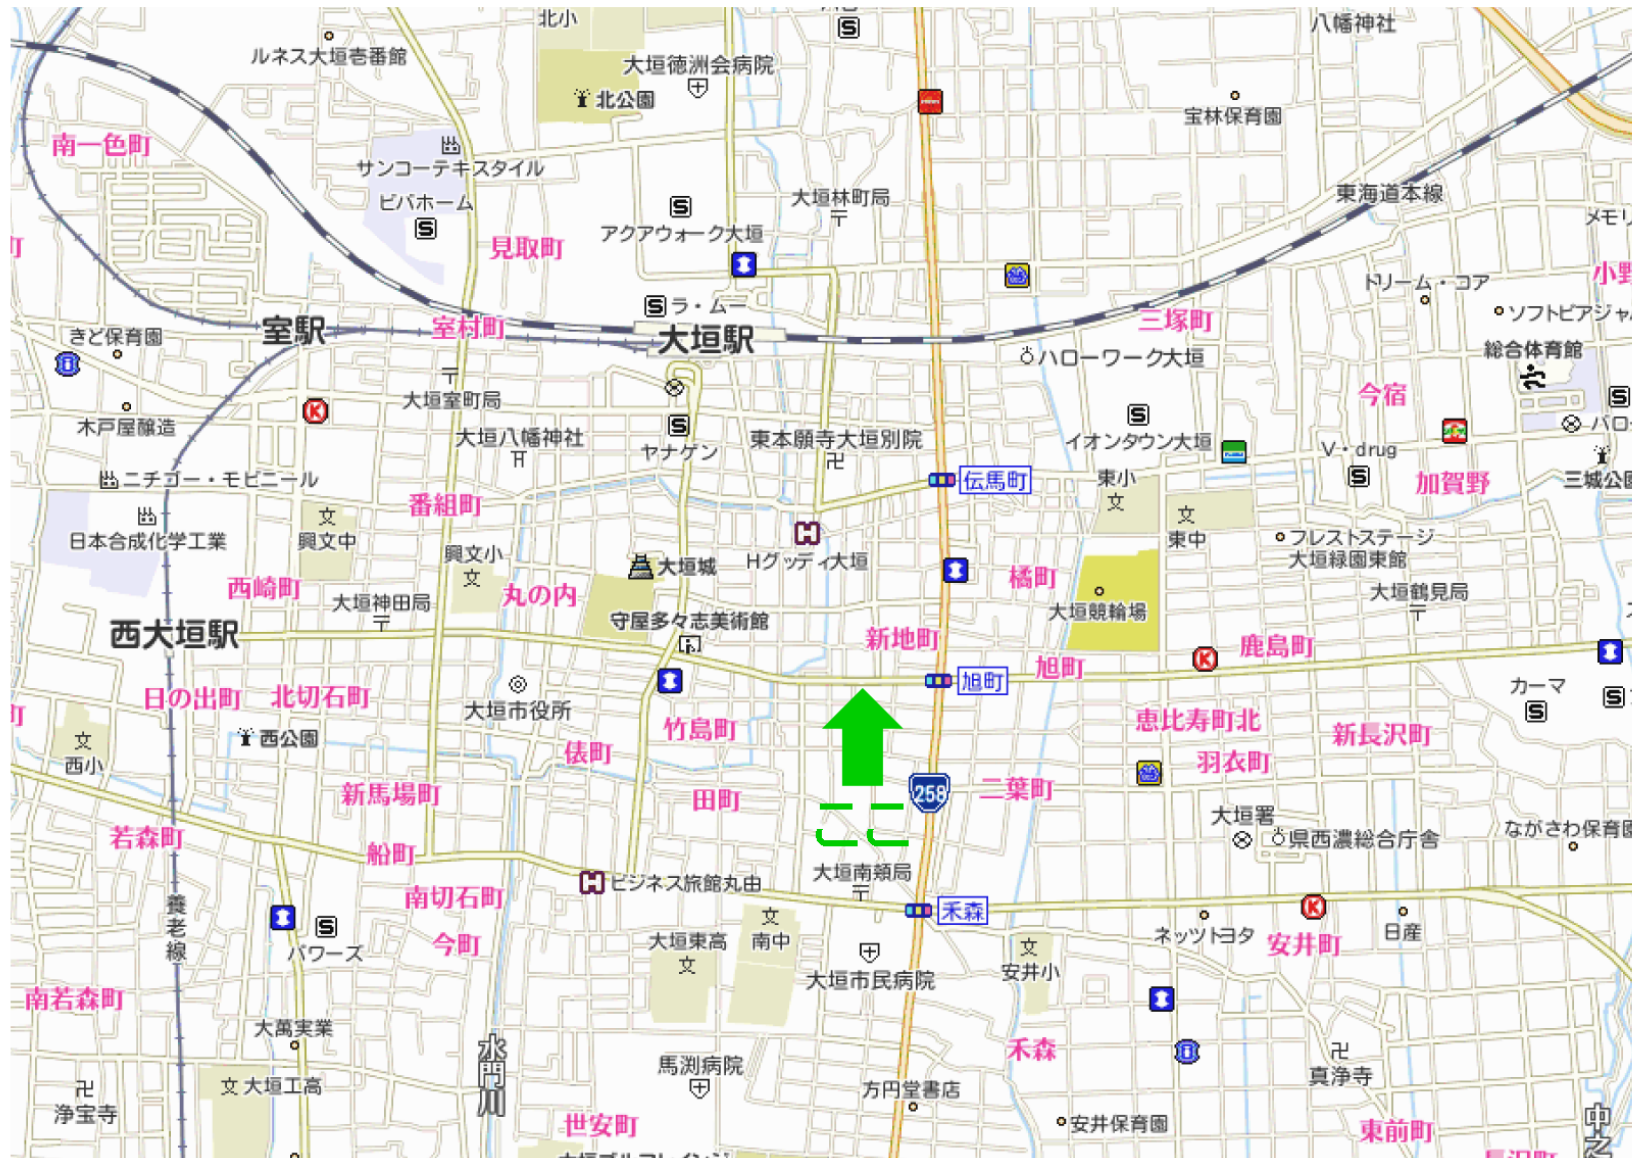 北小
八幡神社
ルネス大垣壱番館
大垣徳洲会病院
北公園
宝林保育園
南一色町
サンコーテキスタイル
ビバホーム
大垣林町局
東海道本線
アクアウォーク大垣
見取町
メモリ
小野
ドリーム・コア
ラ・ムー
ソフトピアジャパ
三塚町
室駅
室村町
大垣駅
きど保育園
ハローワーク大垣
総合体育館
今宿
大垣室町局
木戸屋醸造
大垣八幡神社
ヤナゲン
東本願寺大垣別院
イオンタウン大垣
V・drug
バロ
ニチゴー・モビニール
伝馬町
東小
加賀野
三城公園
番組町
日本合成化学工業
興文中
興文小
東中
フレストステージ
大垣緑園東館
Hグッディ大垣
大垣城
橘町
西崎町
丸の内
大垣神田局
大垣競輪場
大垣鶴見局
守屋多々志美術館
西大垣駅
新地町
旭町
鹿島町
旭町
日の出町
北切石町
大垣市役所
カーマ
竹島町
恵比寿町北
新長沢町
西公園
俵町
羽衣町
西小
新馬場町
田町
258
二葉町
大垣署
県西濃総合庁舎
ながさわ保育園
若森町
船町
大垣南頬局
ビジネス旅館丸由
南切石町
禾森
養老線
パワーズ
今町
大垣東高
南中
ネッツトヨタ
安井町
日産
大垣市民病院
安井小
南若森町
大萬実業
水門川
馬渕病院
禾森
真浄寺
大垣工高
浄宝寺
方円堂書店
世安町
安井保育園
東前町
中之
大垣ゴルフレインジ
長沢町